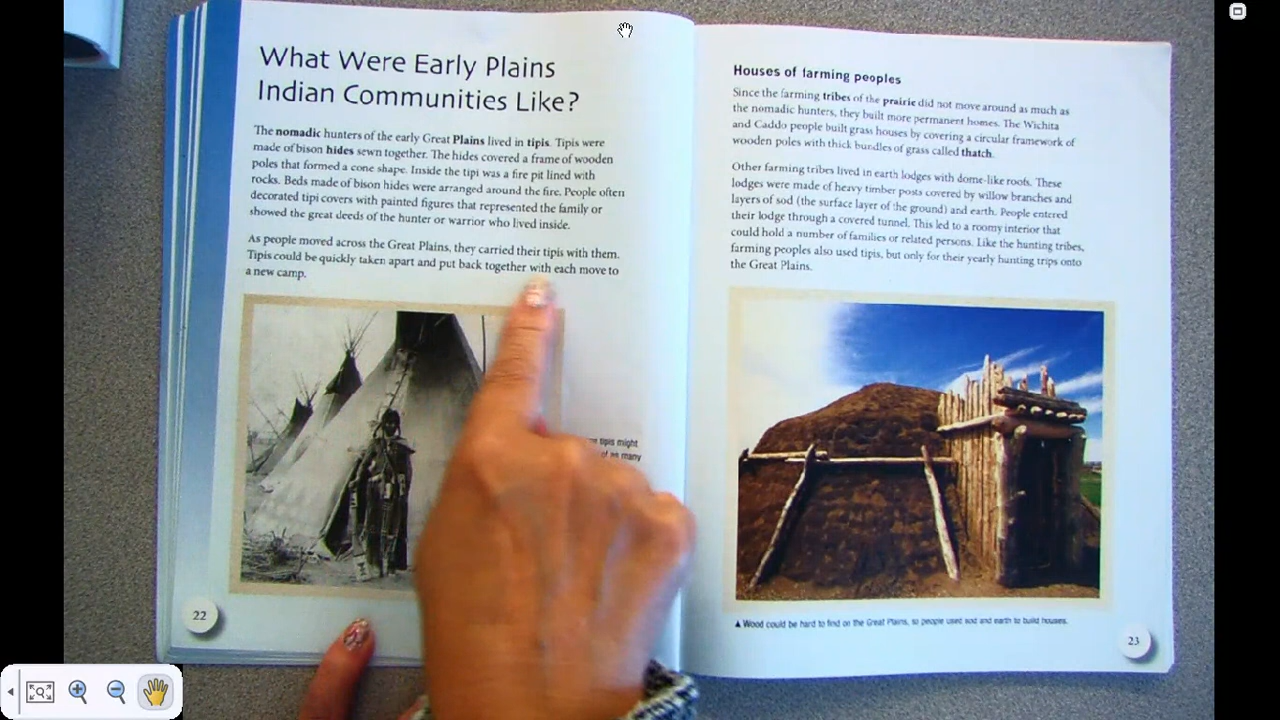 What Were Early Plains
Indian Communities Like?
The nomadic hunters of the early Great Plains lived in tipis. Tipis were
made of bison hides sewn together. The hides covered a frame of wooden
poles that formed a cone shape. Inside the tipi was a fire pit lined with
rocks. Beds made of bison hides were arranged around the fire. People often
decorated tipi covers with painted figures that represented the family or
showed the great deeds of the hunter or warrior who lived inside.
As people moved across the Great Plains, they carried their tipis with them.
Tipis could be quickly taken apart and put back together with each move to
a new camp.
tipis might
of as many
22
Houses of farming peoples
Since the farming tribes of the prairie did not move around as much as
the nomadic hunters, they built more permanent homes. The Wichita
and Caddo people built grass houses by covering a circular framework of
wooden poles with thick bundles of grass called thatch.
Other farming tribes lived in earth lodges with dome-like roofs. These
lodges were made of heavy timber posts covered by willow branches and
layers of sod (the surface layer of the ground) and earth. People entered
their lodge through a covered tunnel. This led to a roomy interior that
could hold a number of families or related persons. Like the hunting tribes,
farming peoples also used tipis, but only for their yearly hunting trips onto
the Great Plains.
▲ Wood could be hard to find on the Great Plains, so people used sod and earth to build houses.
23